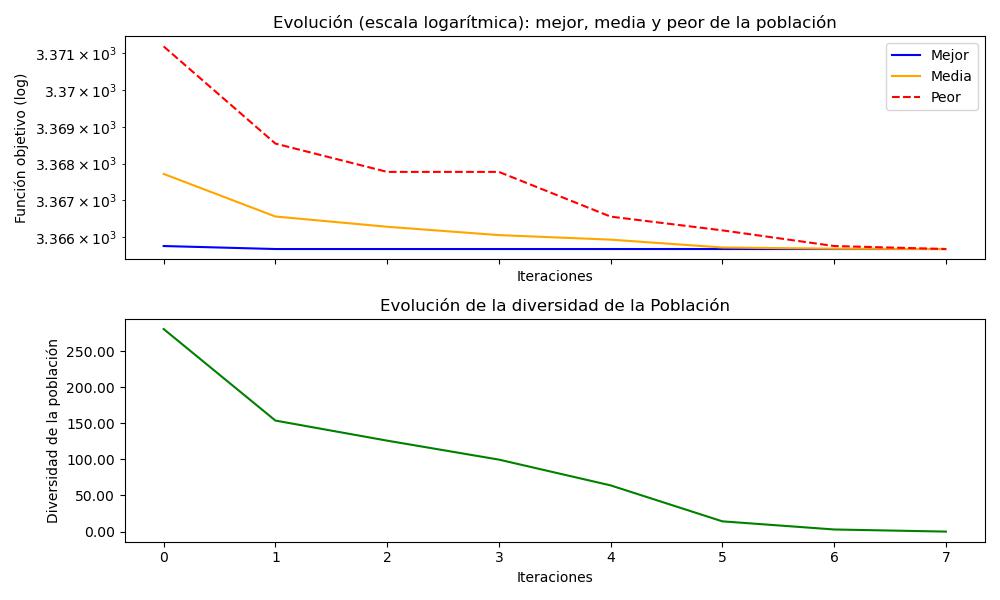 Evolución (escala logarítmica): mejor, media y peor de la población
Función objetivo (log)
3.371 × 10³
3.37 × 10³
3.369 × 10³
3.368 × 10³
3.367 × 10³
3.366 × 10³
Mejor
Media
Peor
Iteraciones
Evolución de la diversidad de la Población
Diversidad de la población
250.00
200.00
150.00
100.00
50.00
0.00
0 1 2 3 4 5 6 7
Iteraciones